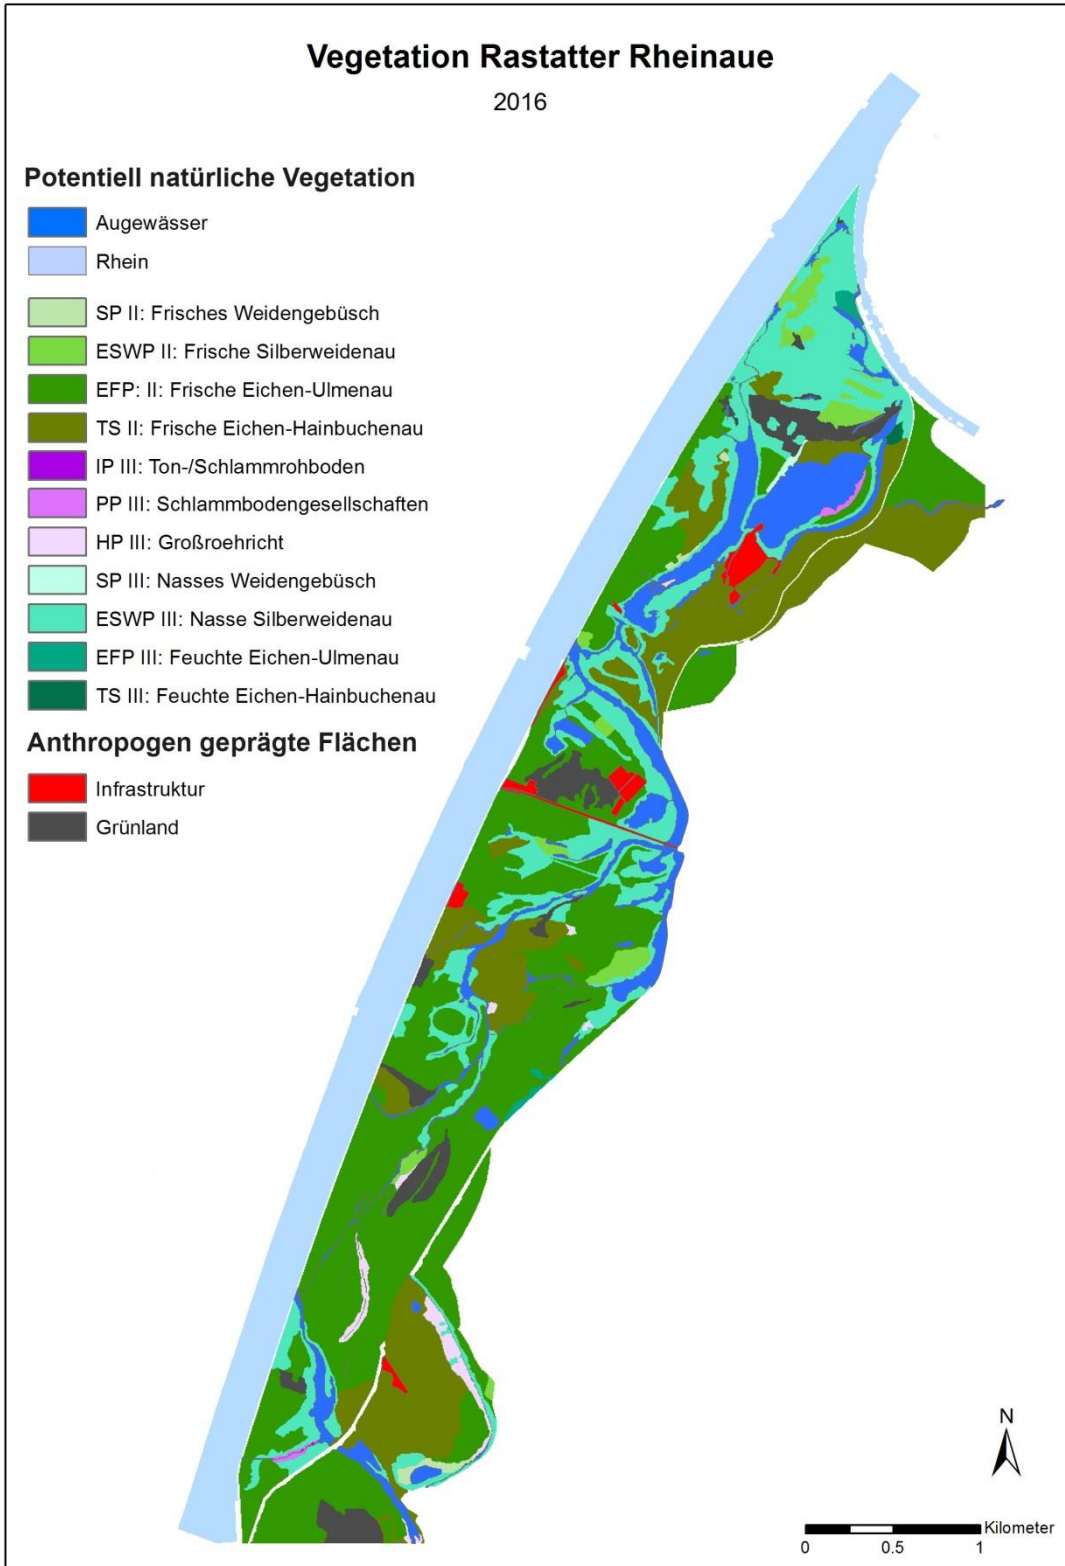 Vegetation Rastatter Rheinaue
2016
Potentiell natürliche Vegetation
Augewässer
Rhein
SP II: Frisches Weidengebüsch
ESWP II: Frische Silberweidenau
EFP: II: Frische Eichen-Ulmenau
TS II: Frische Eichen-Hainbuchenau
IP III: Ton-/Schlammrohboden
PP III: Schlammbodengesellschaften
HP III: Großroehricht
SP III: Nasses Weidengebüsch
ESWP III: Nasse Silberweidenau
EFP III: Feuchte Eichen-Ulmenau
TS III: Feuchte Eichen-Hainbuchenau
Anthropogen geprägte Flächen
Infrastruktur
Grünland
N
Kilometer
0 0.5 1